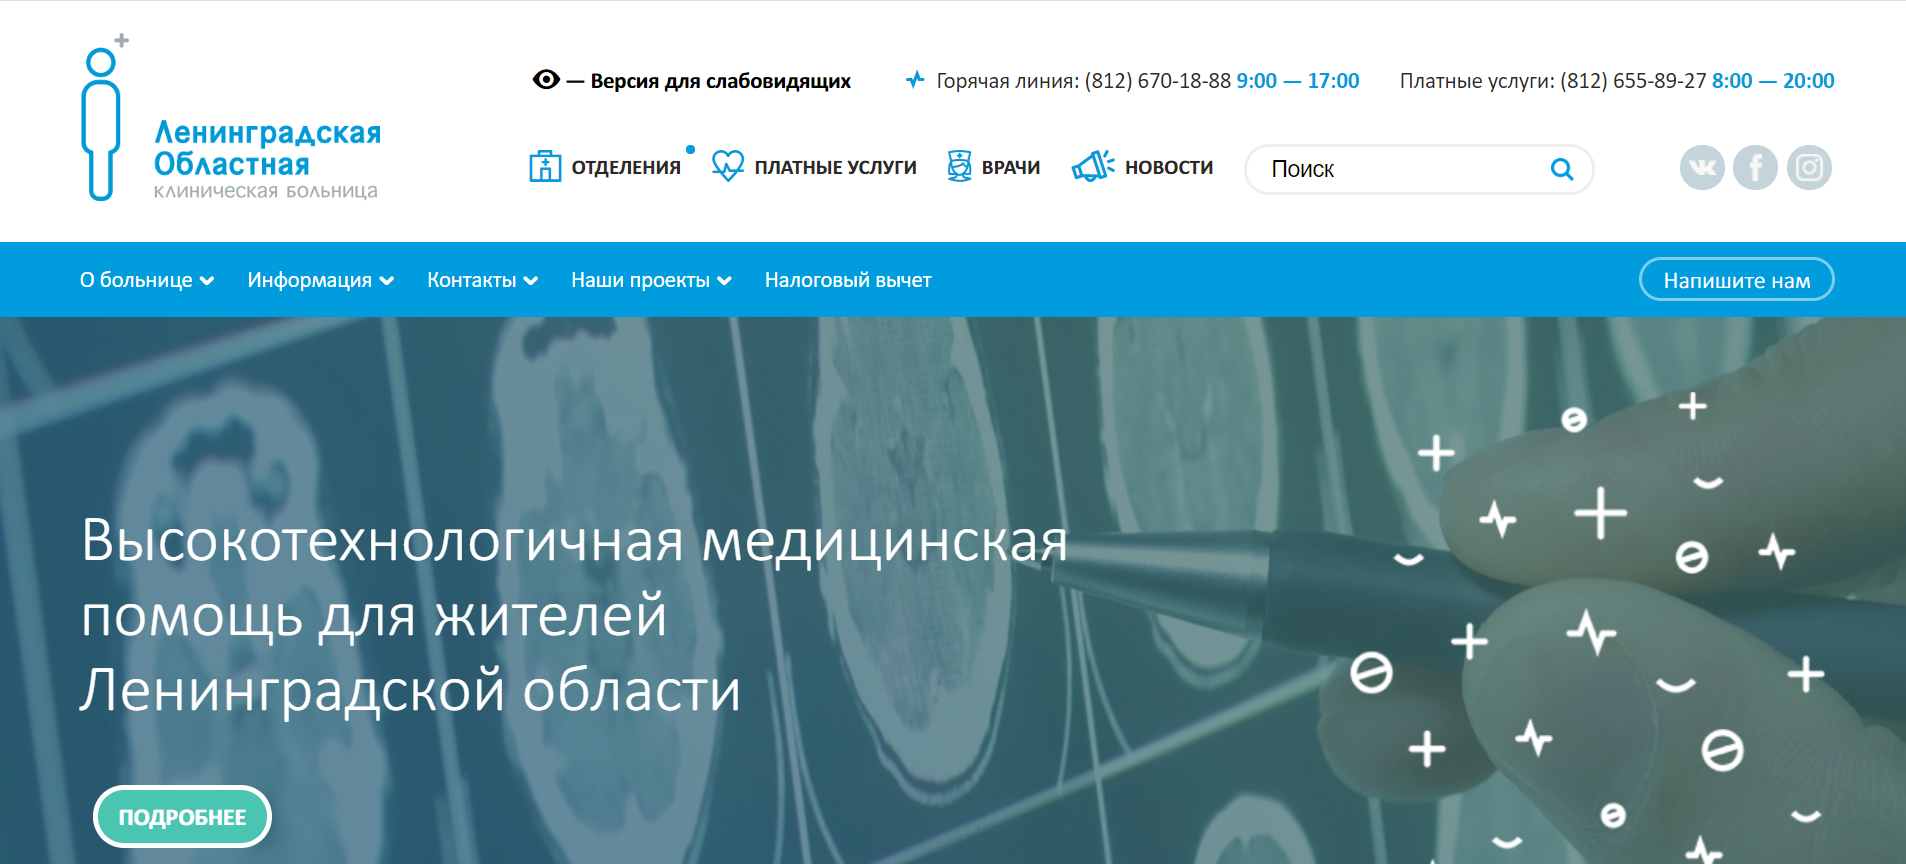 Ленинградская
Областная
клиническая больница
— Версия для слабовидящих
Горячая линия: (812) 670-18-88 9:00 — 17:00
Платные услуги: (812) 655-89-27 8:00 — 20:00
ОТДЕЛЕНИЯ
ПЛАТНЫЕ УСЛУГИ
ВРАЧИ
НОВОСТИ
Поиск
О больнице
Информация
Контакты
Наши проекты
Налоговый вычет
Напишите нам
Высокотехнологичная медицинская
помощь для жителей
Ленинградской области
ПОДРОБНЕЕ